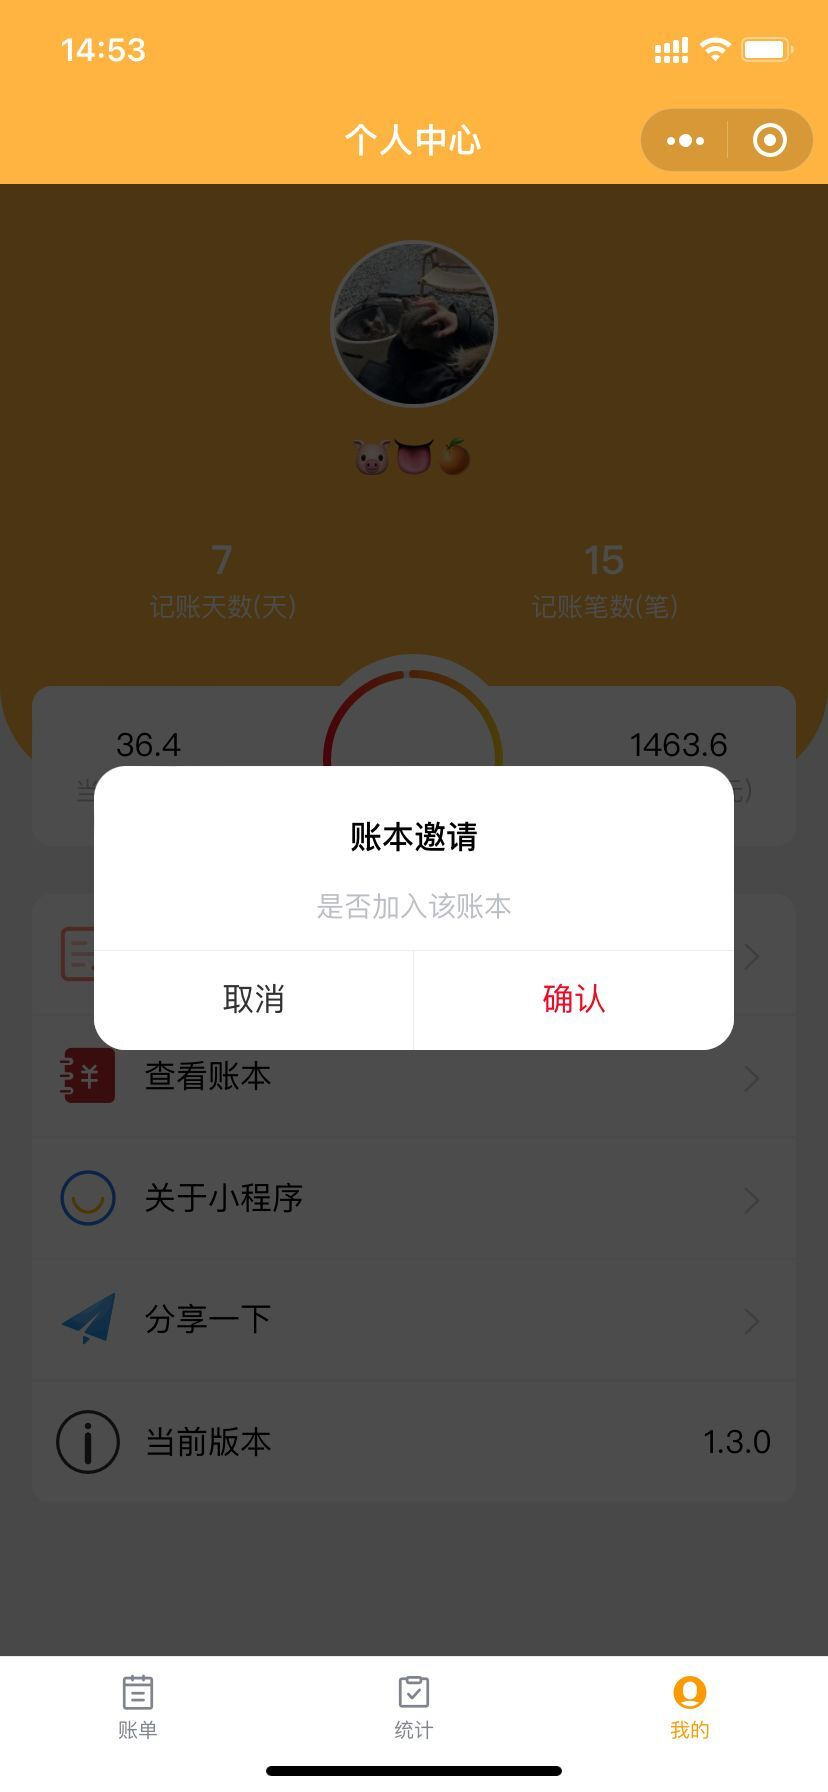 14:53
个人中心
🐷👅🍊
7
15
记账天数(天)
记账笔数(笔)
36.4
1463.6
账本邀请
是否加入该账本
取消
确认
查看账本
关于小程序
分享一下
当前版本
1.3.0
账单
统计
我的